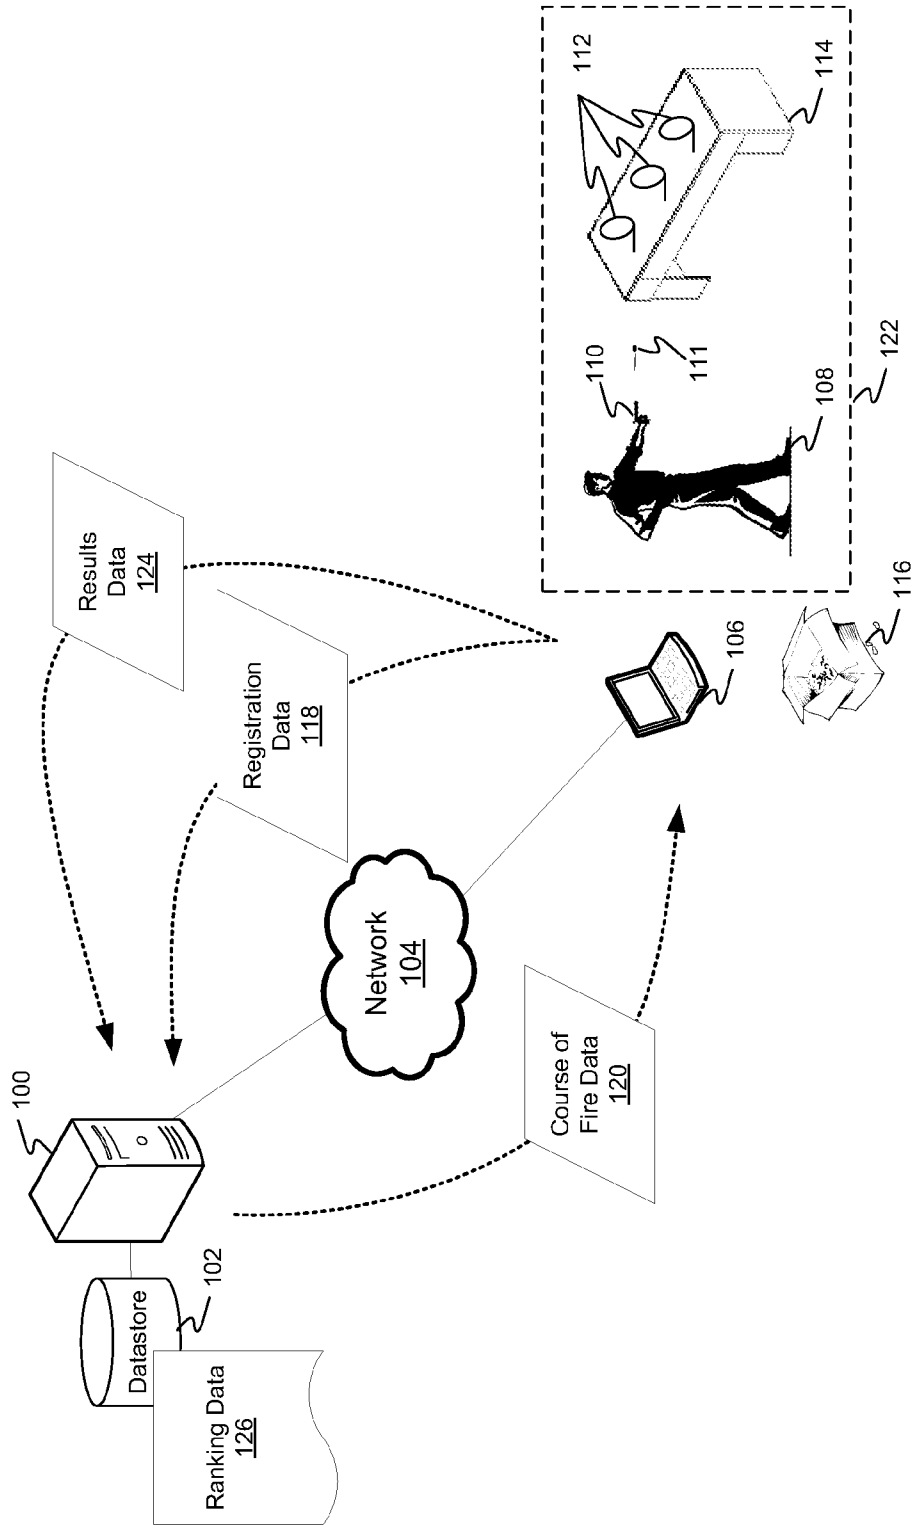 Ranking Data
126
Datastore
102
100
Course of
Fire Data
120
Network
104
Registration
Data
118
Results
Data
124
106
116
108
122
110
111
112
114